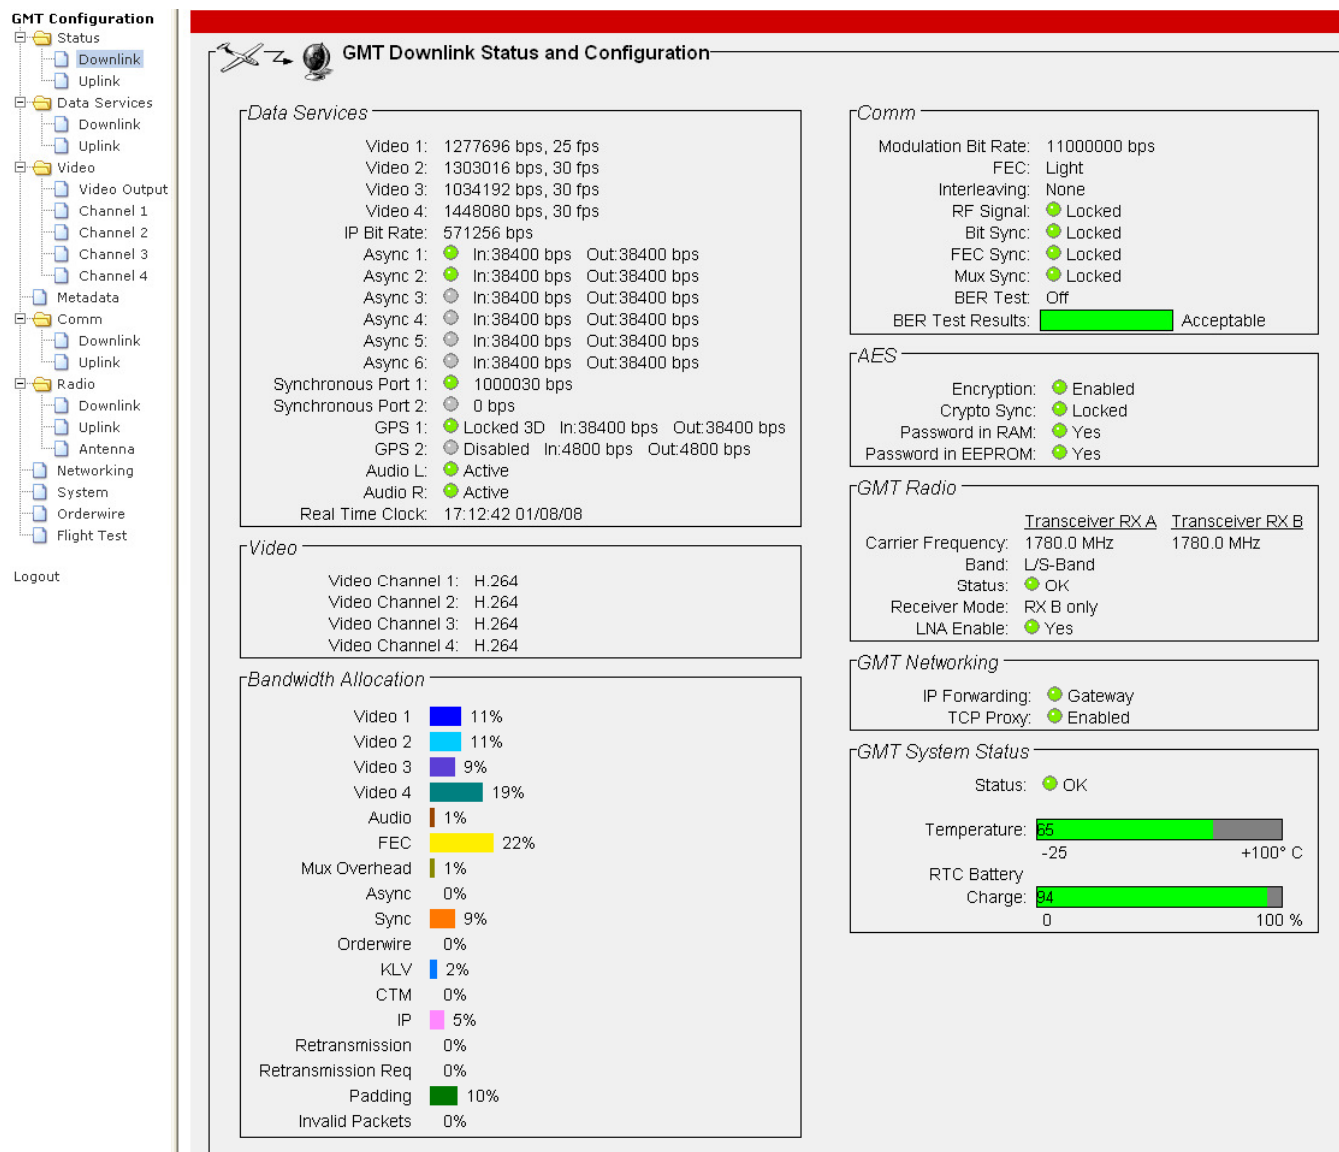 GMT Configuration
Status
Downlink
Uplink
Data Services
Downlink
Uplink
Video
Video Output
Channel 1
Channel 2
Channel 3
Channel 4
Metadata
Comm
Downlink
Uplink
Radio
Downlink
Uplink
Antenna
Networking
System
Orderwire
Flight Test
Logout
GMT Downlink Status and Configuration
Data Services
Video 1: 1277696 bps, 25 fps
Video 2: 1303016 bps, 30 fps
Video 3: 1034192 bps, 30 fps
Video 4: 1448080 bps, 30 fps
IP Bit Rate: 571256 bps
Async 1: In:38400 bps Out:38400 bps
Async 2: In:38400 bps Out:38400 bps
Async 3: In:38400 bps Out:38400 bps
Async 4: In:38400 bps Out:38400 bps
Async 5: In:38400 bps Out:38400 bps
Async 6: In:38400 bps Out:38400 bps
Synchronous Port 1: 1000030 bps
Synchronous Port 2: 0 bps
GPS 1: Locked 3D In:38400 bps Out:38400 bps
GPS 2: Disabled In:4800 bps Out:4800 bps
Audio L: Active
Audio R: Active
Real Time Clock: 17:12:42 01/08/08
Video
Video Channel 1: H.264
Video Channel 2: H.264
Video Channel 3: H.264
Video Channel 4: H.264
Bandwidth Allocation
Video 1 11%
Video 2 11%
Video 3 9%
Video 4 19%
Audio 1%
FEC 22%
Mux Overhead 1%
Async 0%
Sync 9%
Orderwire 0%
KLV 2%
CTM 0%
IP 5%
Retransmission 0%
Retransmission Req 0%
Padding 10%
Invalid Packets 0%
Comm
Modulation Bit Rate: 11000000 bps
FEC: Light
Interleaving: None
RF Signal: Locked
Bit Sync: Locked
FEC Sync: Locked
Mux Sync: Locked
BER Test: Off
BER Test Results: Acceptable
AES
Encryption: Enabled
Crypto Sync: Locked
Password in RAM: Yes
Password in EEPROM: Yes
GMT Radio
Transceiver RX A Transceiver RX B
Carrier Frequency: 1780.0 MHz 1780.0 MHz
Band: L/S-Band
Status: OK
Receiver Mode: RX B only
LNA Enable: Yes
GMT Networking
IP Forwarding: Gateway
TCP Proxy: Enabled
GMT System Status
Status: OK
Temperature: 65
-25 +100° C
RTC Battery
Charge: 94
0 100 %